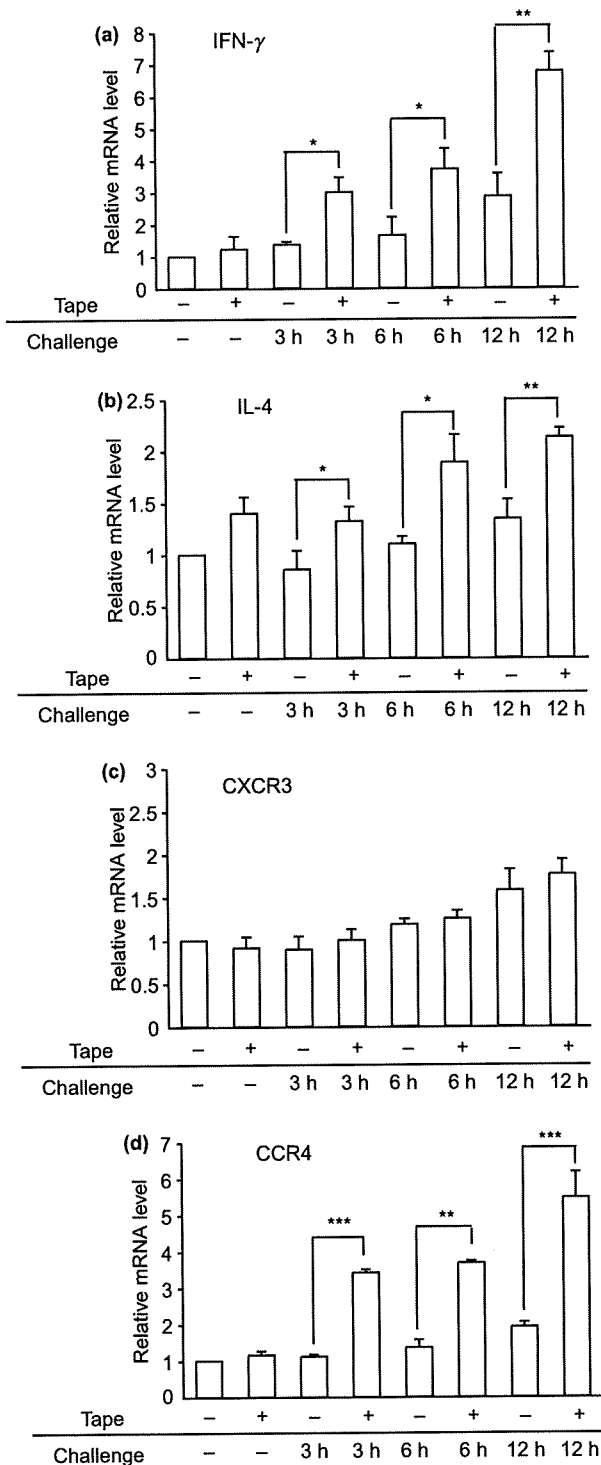 (a) IFN-γ
**
* *
Relative mRNA level
8
7
6
5
4
3
2
1
0
Tape – + – + – + – +
Challenge – – 3 h 3 h 6 h 6 h 12 h 12 h
(b) IL-4
* * **
Relative mRNA level
2.5
2
1.5
1
0.5
0
Tape – + – + – + – +
Challenge – – 3 h 3 h 6 h 6 h 12 h 12 h
(c) CXCR3
Relative mRNA level
3
2.5
2
1.5
1
0.5
0
Tape – + – + – + – +
Challenge – – 3 h 3 h 6 h 6 h 12 h 12 h
(d) CCR4
*** ** ***
Relative mRNA level
7
6
5
4
3
2
1
0
Tape – + – + – + – +
Challenge – – 3 h 3 h 6 h 6 h 12 h 12 h